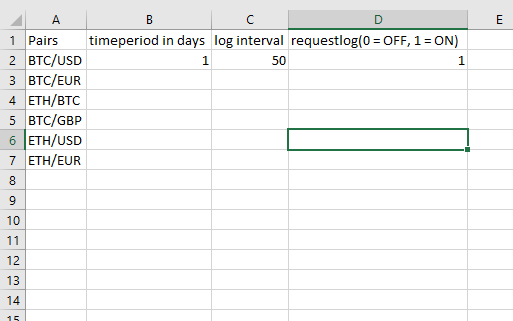 A B C D E
1 Pairs timeperiod in days log interval requestlog(0 = OFF, 1 = ON)
2 BTC/USD 1 50 1
3 BTC/EUR
4 ETH/BTC
5 BTC/GBP
6 ETH/USD
7 ETH/EUR
8
9
10
11
12
13
14
15